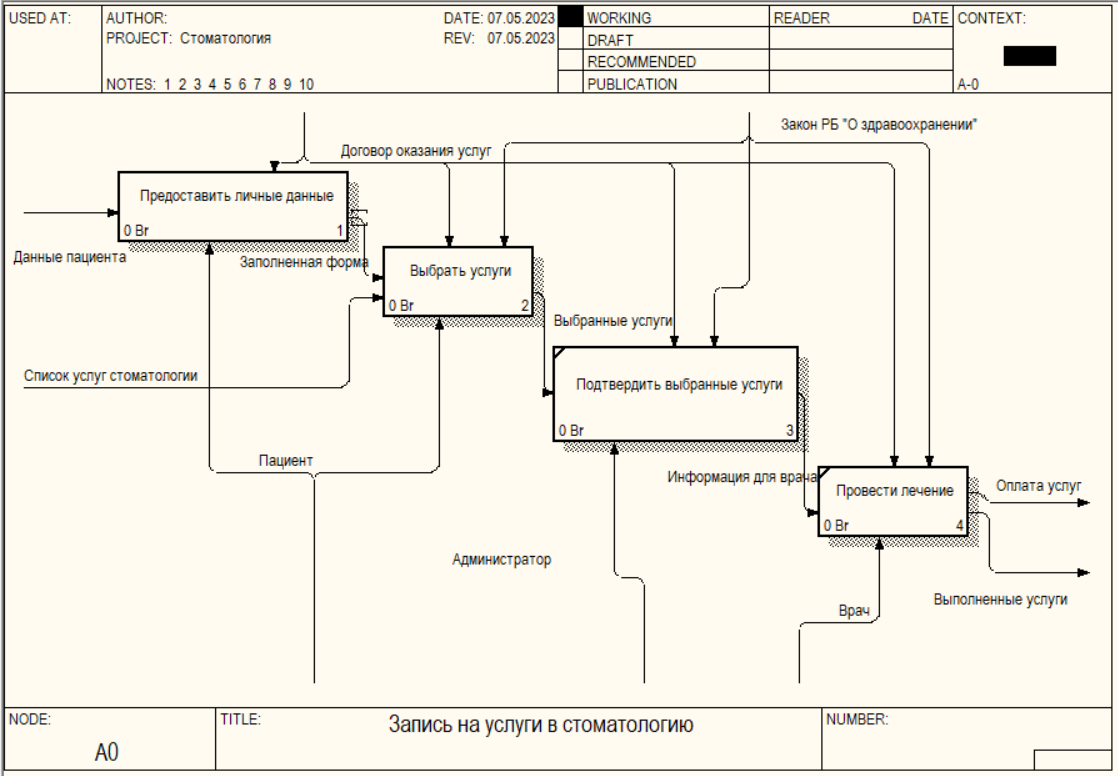 USED AT:
AUTHOR:
DATE: 07.05.2023
PROJECT: Стоматология
REV: 07.05.2023
NOTES: 1 2 3 4 5 6 7 8 9 10
WORKING
DRAFT
RECOMMENDED
PUBLICATION
READER
DATE
CONTEXT:
A-0
Закон РБ "О здравоохранении"
Договор оказания услуг
Предоставить личные данные
0 Br
1
Данные пациента
Заполненная форма
Выбрать услуги
0 Br
2
Выбранные услуги
Список услуг стоматологии
Подтвердить выбранные услуги
0 Br
3
Пациент
Информация для врача
Провести лечение
0 Br
4
Оплата услуг
Администратор
Врач
Выполненные услуги
NODE:
A0
TITLE:
Запись на услуги в стоматологию
NUMBER: